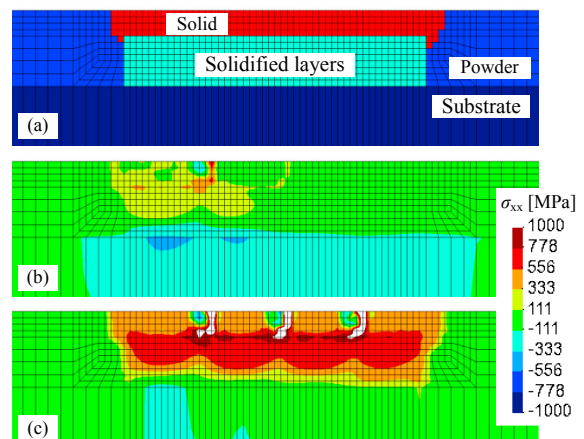 Solid
Solidified layers
Powder
Substrate
(a)
σxx [MPa]
1000
778
556
333
111
-111
-333
-556
-778
-1000
(b)
(c)